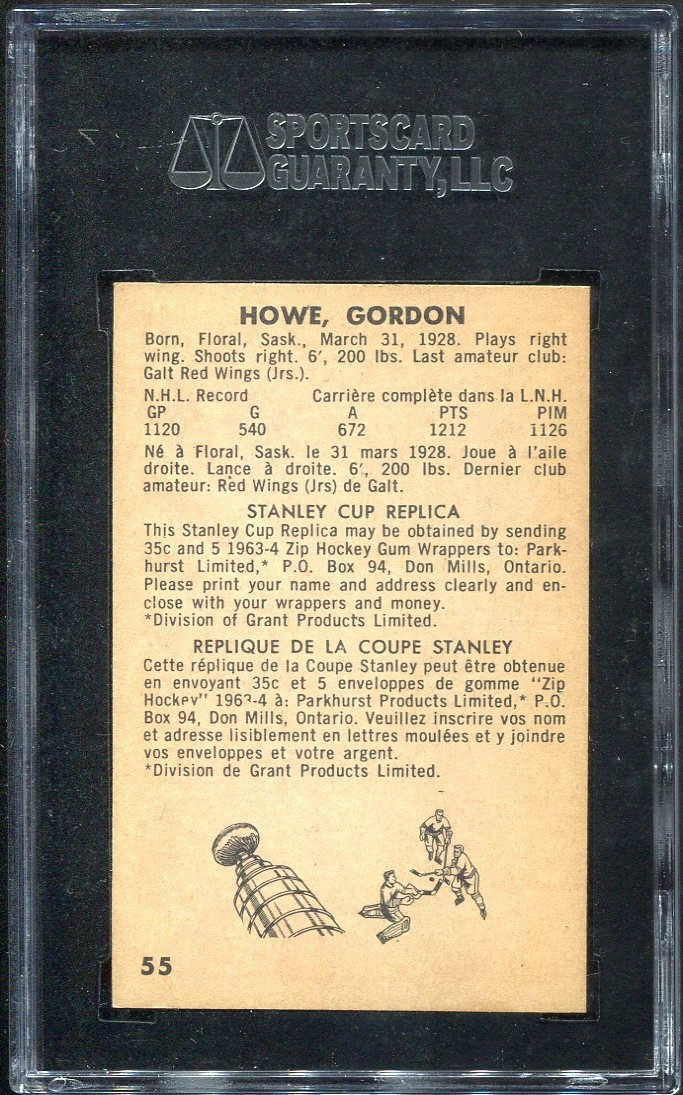 SPORTSCARD
GUARANTY, LLC
HOWE, GORDON
Born, Floral, Sask., March 31, 1928. Plays right
wing. Shoots right. 6', 200 lbs. Last amateur club:
Galt Red Wings (Jrs.).
N.H.L. Record Carrière complète dans la L.N.H.
GP G A PTS PIM
1120 540 672 1212 1126
Né à Floral, Sask. le 31 mars 1928. Joue à l'aile
droite. Lance à droite. 6', 200 lbs. Dernier club
amateur: Red Wings (Jrs) de Galt.
STANLEY CUP REPLICA
This Stanley Cup Replica may be obtained by sending
35c and 5 1963-4 Zip Hockey Gum Wrappers to: Park-
hurst Limited,* P.O. Box 94, Don Mills, Ontario.
Please print your name and address clearly and en-
close with your wrappers and money.
*Division of Grant Products Limited.
REPLIQUE DE LA COUPE STANLEY
Cette réplique de la Coupe Stanley peut être obtenue
en envoyant 35c et 5 enveloppes de gomme "Zip
Hockey" 1963-4 à: Parkhurst Products Limited,* P.O.
Box 94, Don Mills, Ontario. Veuillez inscrire vos nom
et adresse lisiblement en lettres moulées et y joindre
vos enveloppes et votre argent.
*Division de Grant Products Limited.
55